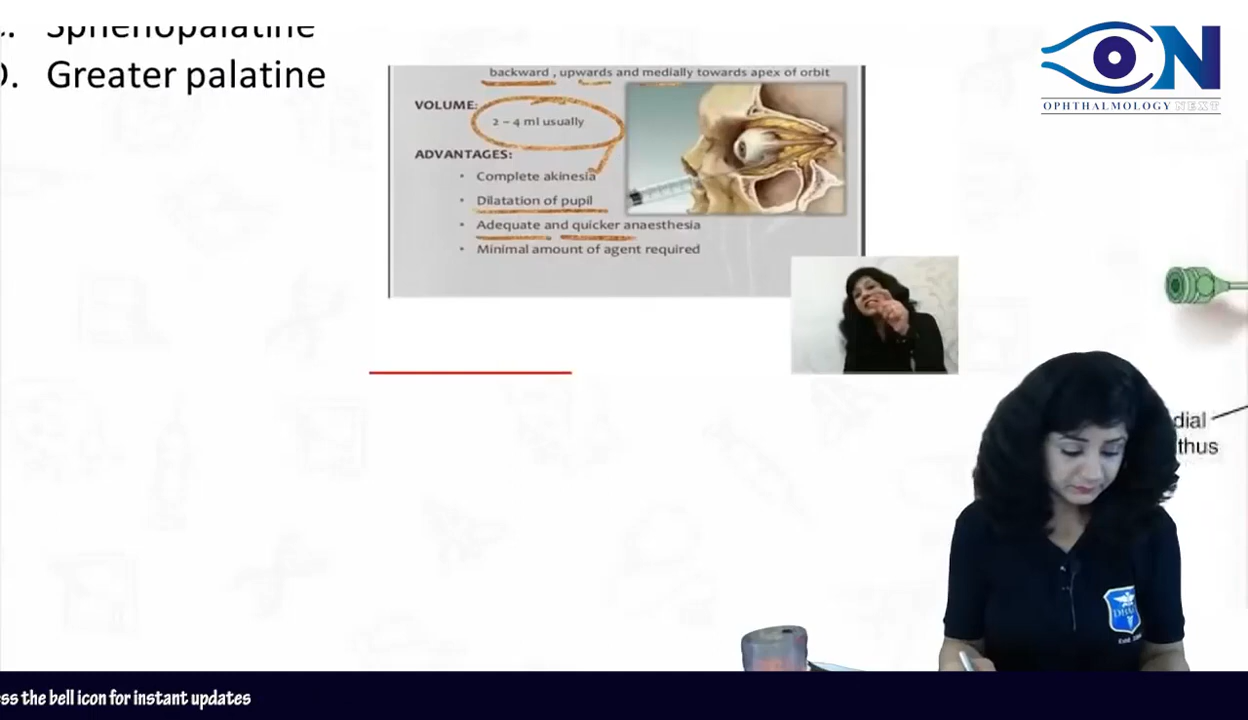 Sphenopalatine
Greater palatine
backward , upwards and medially towards apex of orbit
VOLUME:
2 – 4 ml usually
ADVANTAGES:
• Complete akinesia
• Dilatation of pupil
• Adequate and quicker anaesthesia
• Minimal amount of agent required
ON
OPHTHALMOLOGY NEXT
dial
thus
ss the bell icon for instant updates